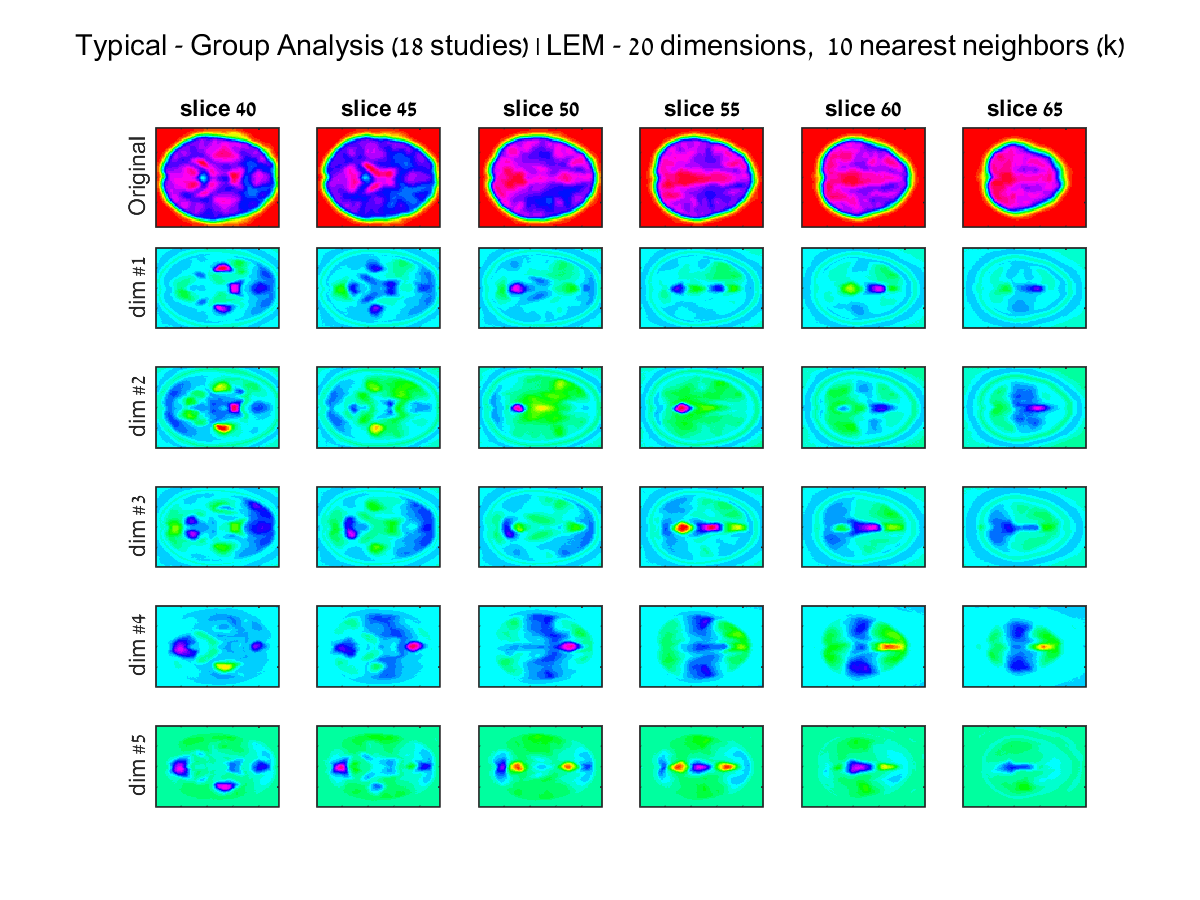 Typical - Group Analysis (18 studies) | LEM - 20 dimensions, 10 nearest neighbors (k)
slice 40 slice 45 slice 50 slice 55 slice 60 slice 65
Original
dim #1
dim #2
dim #3
dim #4
dim #5